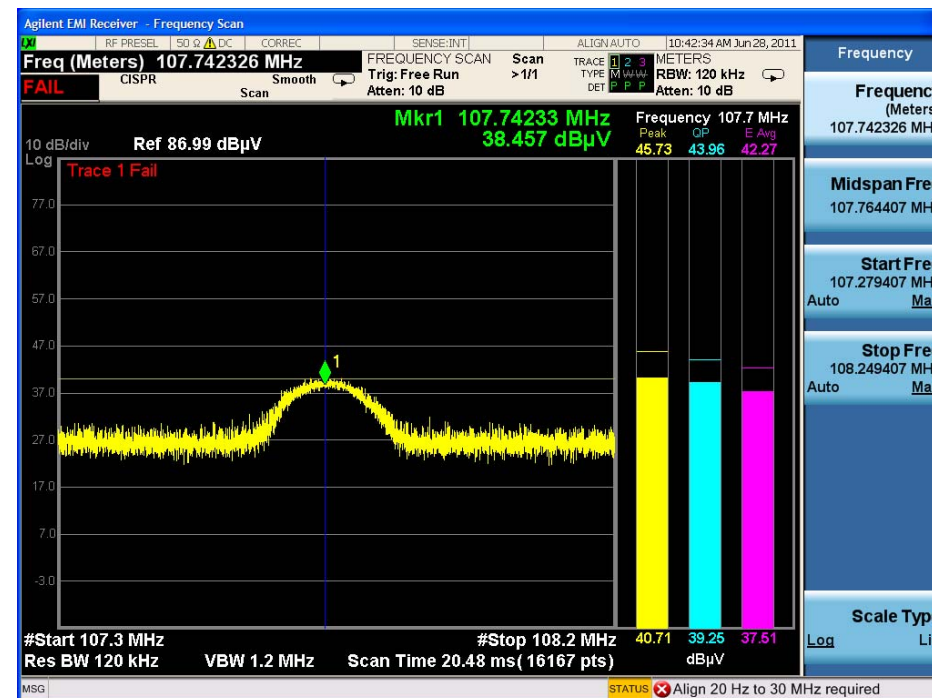 Agilent EMI Receiver - Frequency Scan
LXI RF PRESEL 50 Ω DC CORREC SENSE:INT ALIGN AUTO 10:42:34 AM Jun 28, 2011
Freq (Meters) 107.742326 MHz
FAIL
CISPR Smooth
Scan
FREQUENCY SCAN Scan
Trig: Free Run >1/1
Atten: 10 dB
TRACE 1 2 3
TYPE M W W
DET P P P
METERS
RBW: 120 kHz
Atten: 10 dB
Mkr1 107.74233 MHz
38.457 dBµV
10 dB/div Ref 86.99 dBµV
Log
Trace 1 Fail
77.0
67.0
57.0
47.0
37.0
27.0
17.0
7.0
-3.0
1
Frequency 107.7 MHz
Peak QP E Avg
45.73 43.96 42.27
40.71 39.25 37.51
dBµV
#Start 107.3 MHz #Stop 108.2 MHz
Res BW 120 kHz VBW 1.2 MHz Scan Time 20.48 ms (16167 pts)
MSG STATUS Align 20 Hz to 30 MHz required
Frequency
Frequenc
(Meters
107.742326 MH
Midspan Fre
107.764407 MH
Start Fre
107.279407 MH
Auto Ma
Stop Fre
108.249407 MH
Auto Ma
Scale Typ
Log Li